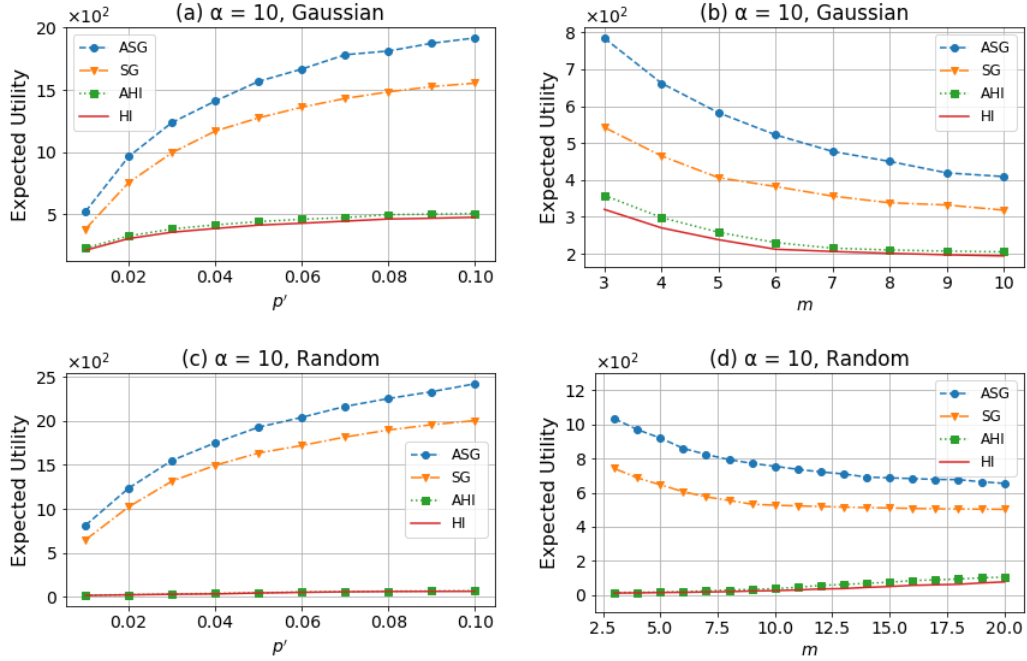 (a) α = 10, Gaussian
×10²
20
15
10
5
0.02 0.04 0.06 0.08 0.10
p′
Expected Utility
ASG
SG
AHI
HI
(b) α = 10, Gaussian
×10²
8
7
6
5
4
3
2
3 4 5 6 7 8 9 10
m
Expected Utility
ASG
SG
AHI
HI
(c) α = 10, Random
×10²
25
20
15
10
5
0
0.02 0.04 0.06 0.08 0.10
p′
Expected Utility
ASG
SG
AHI
HI
(d) α = 10, Random
×10²
12
10
8
6
4
2
0
2.5 5.0 7.5 10.0 12.5 15.0 17.5 20.0
m
Expected Utility
ASG
SG
AHI
HI